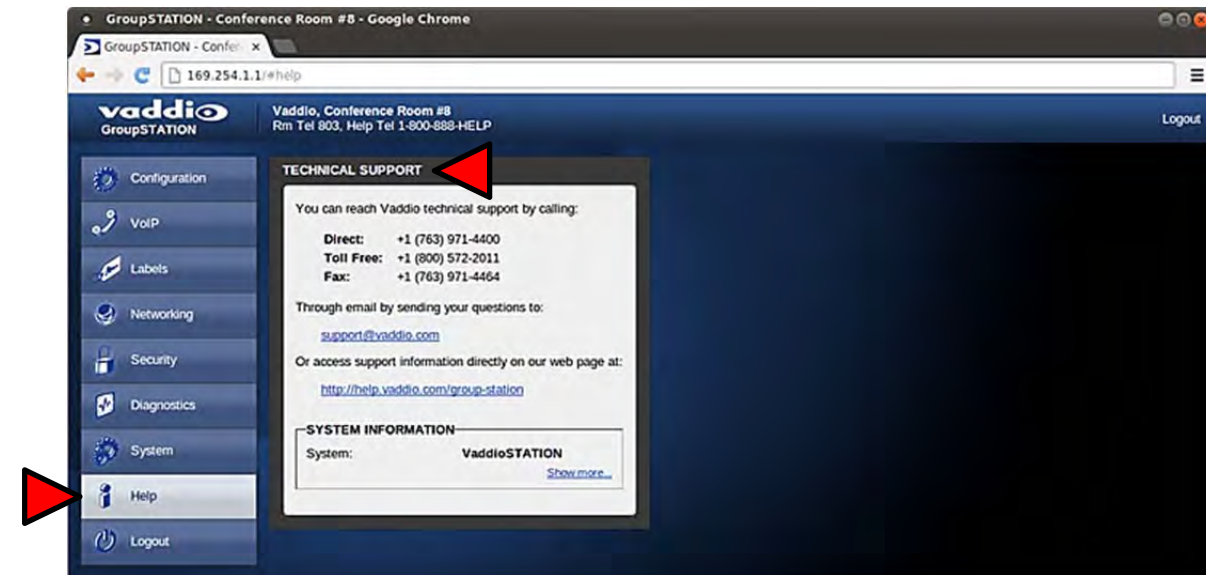 GroupSTATION - Conference Room #8 - Google Chrome
GroupSTATION - Confer
169.254.1.1/#help
vaddio
GroupSTATION
Vaddio, Conference Room #8
Rm Tel 803, Help Tel 1-800-888-HELP
Logout
Configuration
VoIP
Labels
Networking
Security
Diagnostics
System
Help
Logout
TECHNICAL SUPPORT
You can reach Vaddio technical support by calling:
Direct: +1 (763) 971-4400
Toll Free: +1 (800) 572-2011
Fax: +1 (763) 971-4464
Through email by sending your questions to:
support@vaddio.com
Or access support information directly on our web page at:
http://help.vaddio.com/group-station
SYSTEM INFORMATION
System: VaddioSTATION
Show more...